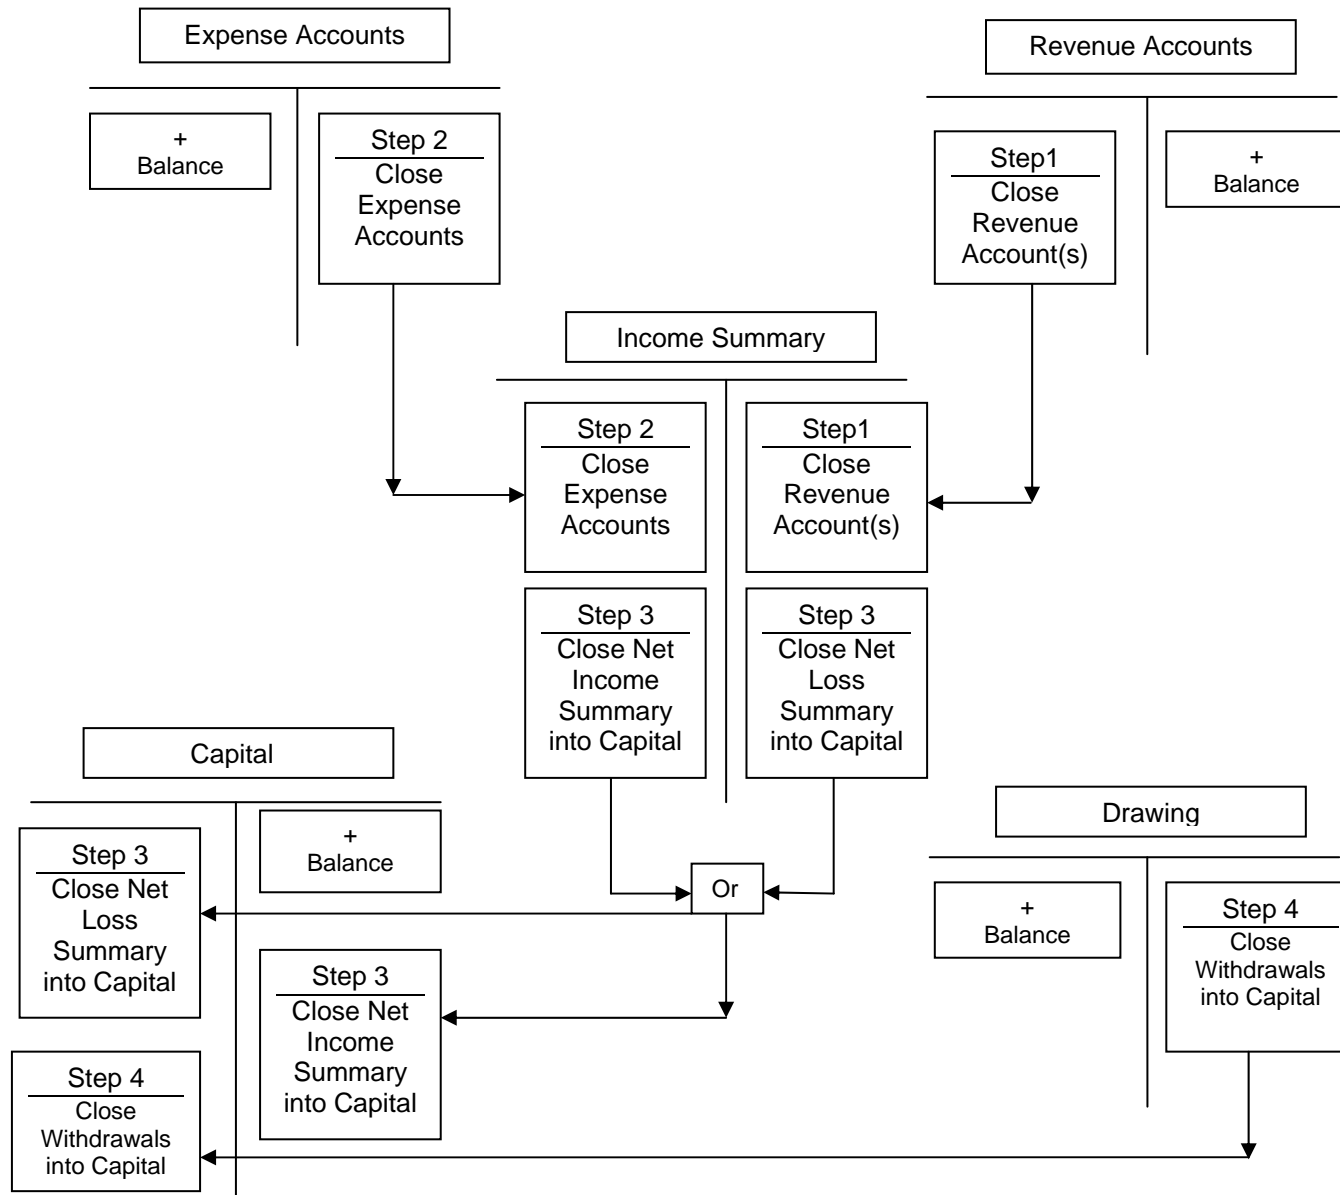 Expense Accounts
Revenue Accounts
+
Balance
Step 2
Close
Expense
Accounts
Step1
Close
Revenue
Account(s)
+
Balance
Income Summary
Step 2
Close
Expense
Accounts
Step1
Close
Revenue
Account(s)
Step 3
Close Net
Income
Summary
into Capital
Step 3
Close Net
Loss
Summary
into Capital
Capital
+
Balance
Step 3
Close Net
Loss
Summary
into Capital
Step 3
Close Net
Income
Summary
into Capital
Step 4
Close
Withdrawals
into Capital
Or
Drawing
+
Balance
Step 4
Close
Withdrawals
into Capital